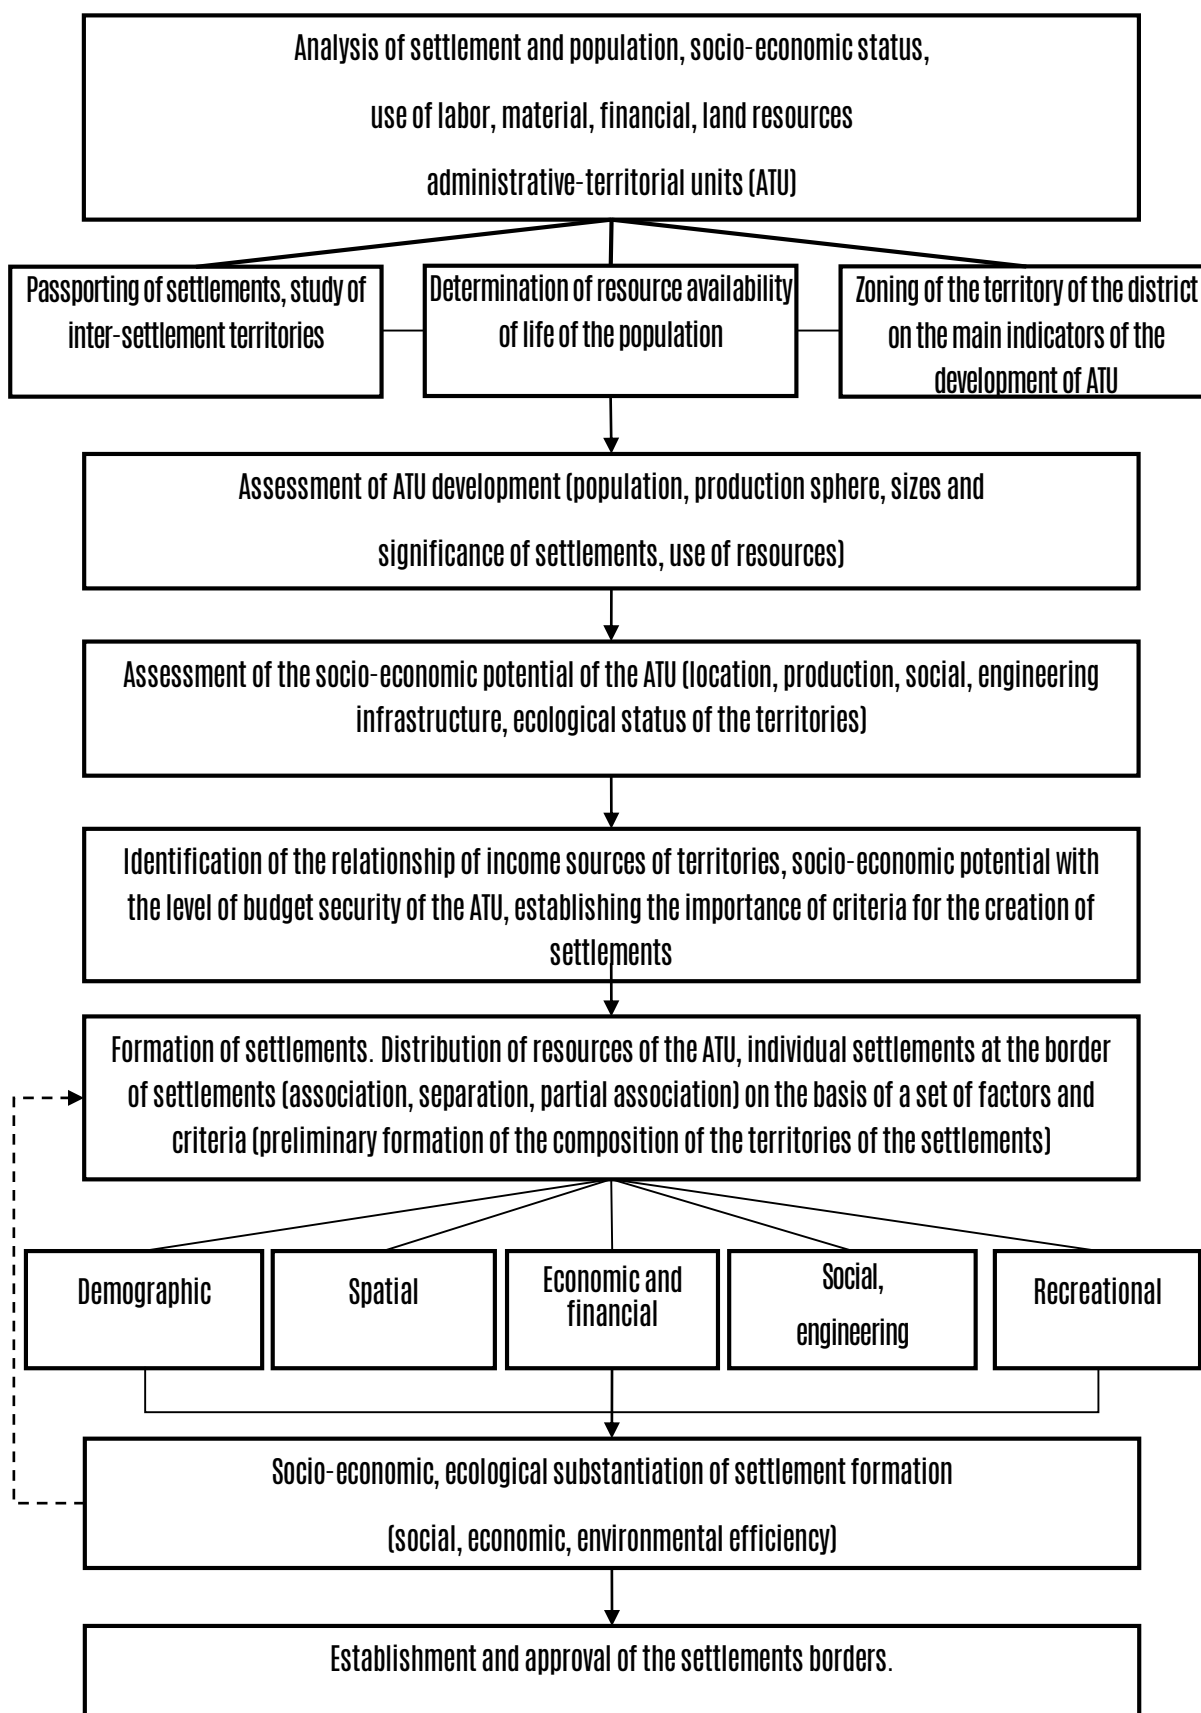 Analysis of settlement and population, socio-economic status,
use of labor, material, financial, land resources
administrative-territorial units (ATU)
Passporting of settlements, study of
inter-settlement territories
Determination of resource availability
of life of the population
Zoning of the territory of the district
on the main indicators of the
development of ATU
Assessment of ATU development (population, production sphere, sizes and
significance of settlements, use of resources)
Assessment of the socio-economic potential of the ATU (location, production, social, engineering
infrastructure, ecological status of the territories)
Identification of the relationship of income sources of territories, socio-economic potential with
the level of budget security of the ATU, establishing the importance of criteria for the creation of
settlements
Formation of settlements. Distribution of resources of the ATU, individual settlements at the border
of settlements (association, separation, partial association) on the basis of a set of factors and
criteria (preliminary formation of the composition of the territories of the settlements)
Demographic
Spatial
Economic and
financial
Social,
engineering
Recreational
Socio-economic, ecological substantiation of settlement formation
(social, economic, environmental efficiency)
Establishment and approval of the settlements borders.